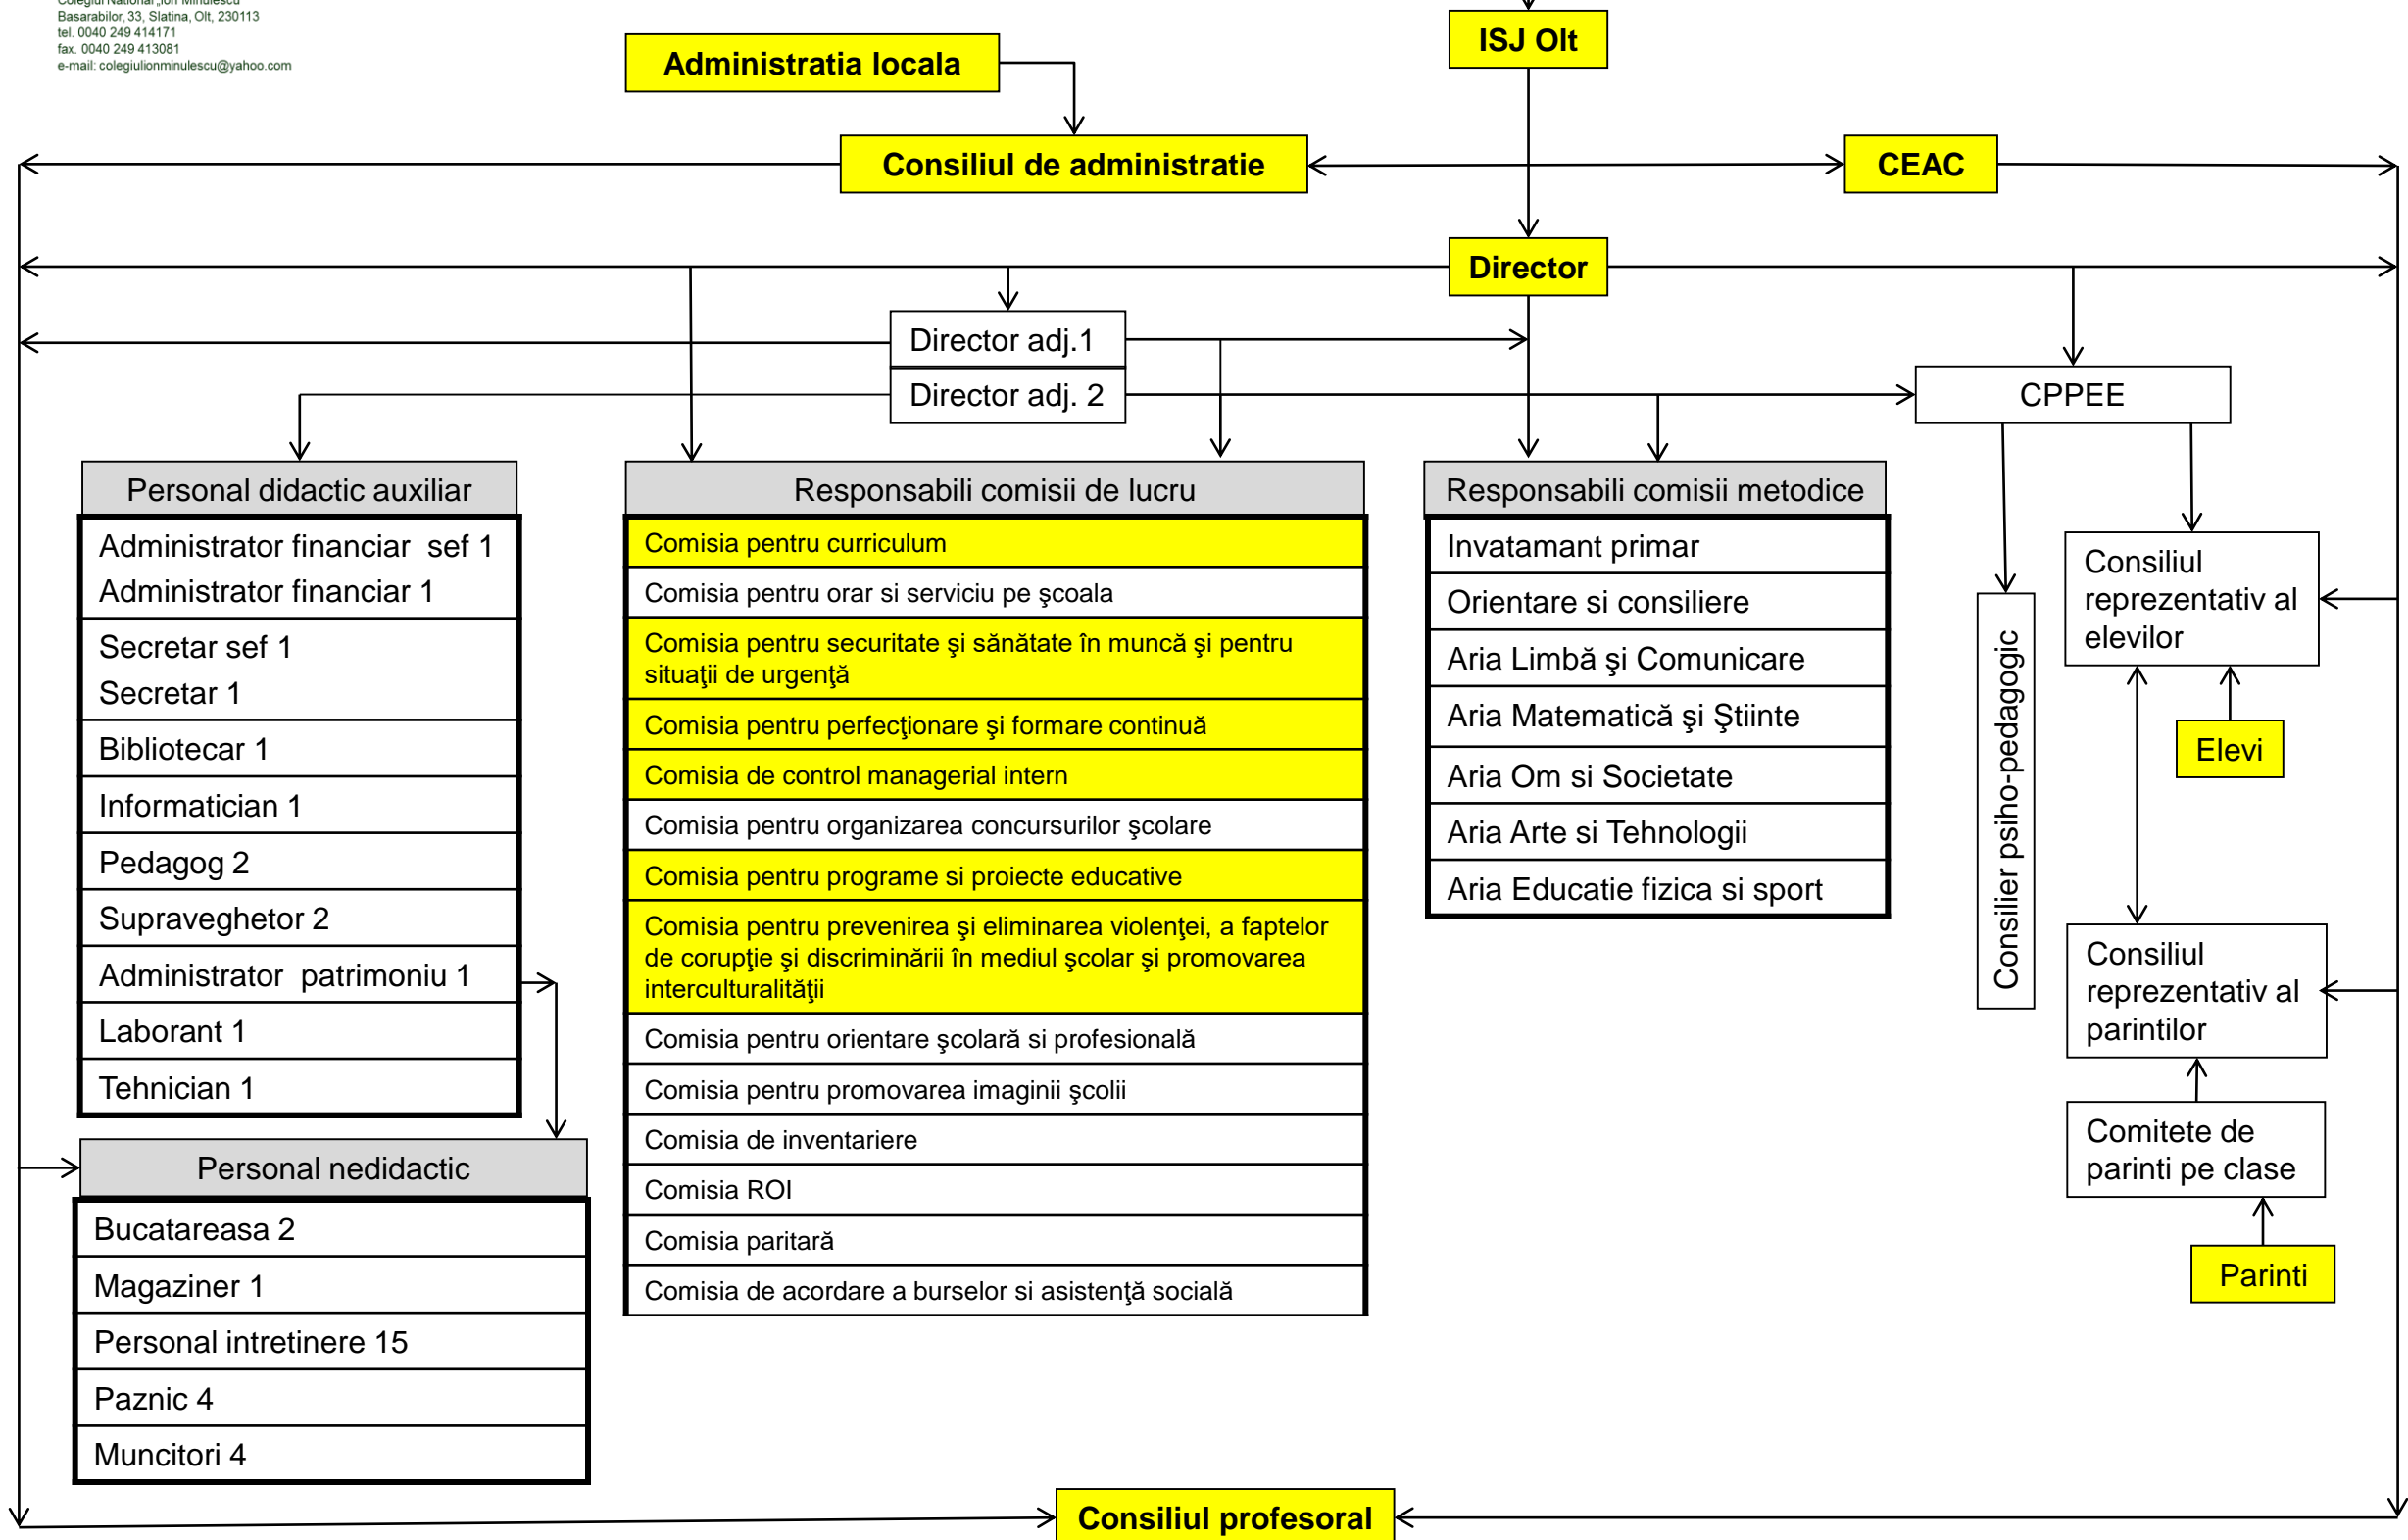 Colegiul National „Ion Minulescu”
Basarabilor, 33, Slatina, Olt, 230113
tel. 0040 249 414171
fax. 0040 249 413081
e-mail: colegiulionminulescu@yahoo.com
ISJ Olt
Administratia locala
Consiliul de administratie
CEAC
Director
Director adj.1
Director adj. 2
CPPEE
Personal didactic auxiliar
Administrator financiar sef 1
Administrator financiar 1
Secretar sef 1
Secretar 1
Bibliotecar 1
Informatician 1
Pedagog 2
Supraveghetor 2
Administrator patrimoniu 1
Laborant 1
Tehnician 1
Personal nedidactic
Bucatareasa 2
Magaziner 1
Personal intretinere 15
Paznic 4
Muncitori 4
Responsabili comisii de lucru
Comisia pentru curriculum
Comisia pentru orar si serviciu pe şcoala
Comisia pentru securitate şi sănătate în muncă şi pentru
situaţii de urgenţă
Comisia pentru perfecţionare şi formare continuă
Comisia de control managerial intern
Comisia pentru organizarea concursurilor şcolare
Comisia pentru programe si proiecte educative
Comisia pentru prevenirea şi eliminarea violenţei, a faptelor
de corupţie şi discriminării în mediul şcolar şi promovarea
interculturalităţii
Comisia pentru orientare şcolară si profesională
Comisia pentru promovarea imaginii şcolii
Comisia de inventariere
Comisia ROI
Comisia paritară
Comisia de acordare a burselor si asistenţă socială
Responsabili comisii metodice
Invatamant primar
Orientare si consiliere
Aria Limbă şi Comunicare
Aria Matematică şi Ştiinte
Aria Om si Societate
Aria Arte si Tehnologii
Aria Educatie fizica si sport
Consilier psiho-pedagogic
Consiliul
reprezentativ al
elevilor
Elevi
Consiliul
reprezentativ al
parintilor
Comitete de
parinti pe clase
Parinti
Consiliul profesoral